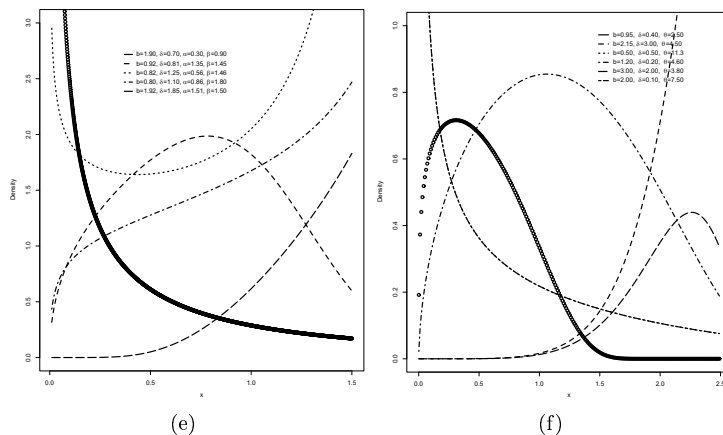 3.0
2.5
2.0
1.5
1.0
0.5
0.0
Density
b=1.90, δ=0.70, α=0.30, β=0.90
b=0.92, δ=0.81, α=1.35, β=1.45
b=0.82, δ=1.25, α=0.56, β=1.46
b=0.80, δ=1.10, α=0.86, β=1.80
b=1.92, δ=1.85, α=1.51, β=1.50
0.0 0.5 1.0 1.5
x
(e)
1.0
0.8
0.6
0.4
0.2
0.0
Density
b=0.95, δ=0.40, θ=3.50
b=2.15, δ=3.00, θ=4.50
b=0.50, δ=0.50, θ=11.3
b=1.20, δ=0.20, θ=4.60
b=3.00, δ=2.00, θ=3.80
b=2.00, δ=0.10, θ=7.50
0.0 0.5 1.0 1.5 2.0 2.5
x
(f)